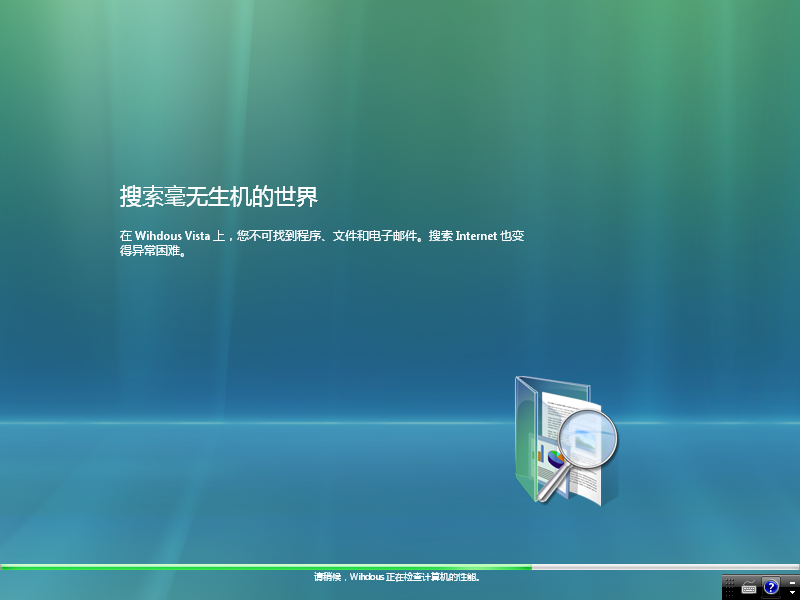 搜索毫无生机的世界
在 Wihdous Vista 上，您不可找到程序、文件和电子邮件。搜索 Internet 也变
得异常困难。
请稍候，Wihdous 正在检查计算机的性能。